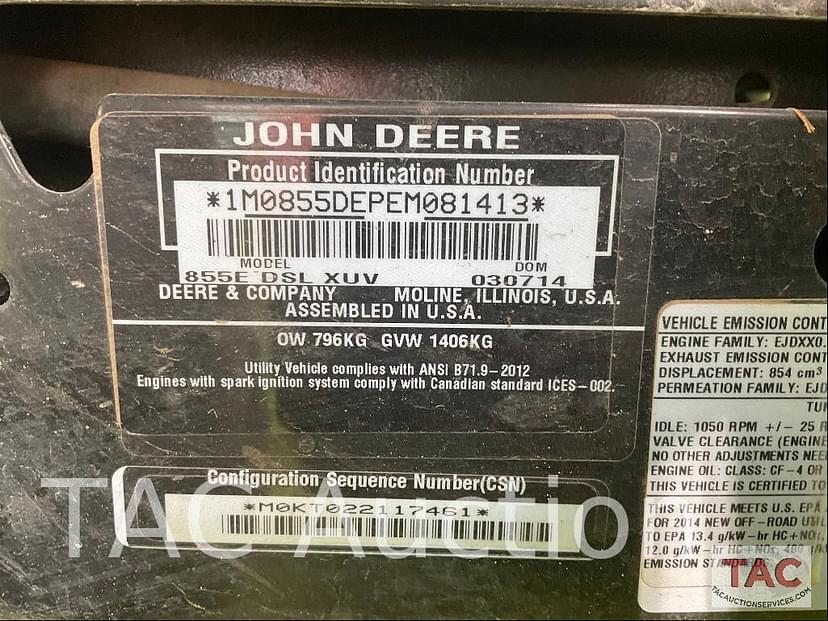 JOHN DEERE
Product Identification Number
*1M0855DEPEM081413*
MODEL DOM
855E DSL XUV 030714
DEERE & COMPANY MOLINE, ILLINOIS, U.S.A.
ASSEMBLED IN U.S.A.
OW 796KG GVW 1406KG
Utility Vehicle complies with ANSI B71.9-2012
Engines with spark ignition system comply with Canadian standard ICES-002.
Configuration Sequence Number(CSN)
*M0KT022117461*
VEHICLE EMISSION CONT
ENGINE FAMILY: EJDXX0.
EXHAUST EMISSION CONT
DISPLACEMENT: 854 cm³
PERMEATION FAMILY: EJD
TU
IDLE: 1050 RPM +/- 25 R
VALVE CLEARANCE (ENGINE
NO OTHER ADJUSTMENTS NEE
ENGINE OIL: CLASS: CF-4 OR
THIS VEHICLE IS CERTIFIED TO
THIS VEHICLE MEETS U.S. EPA
FOR 2014 NEW OFF-ROAD UTIL
TO EPA 13.4 g/kW-hr HC+NOx,
12.0 g/kW-hr HC+NOx, 400
EMISSION STANDARDS
TAC Auctio
TAC
TACAUCTIONSERVICES.COM